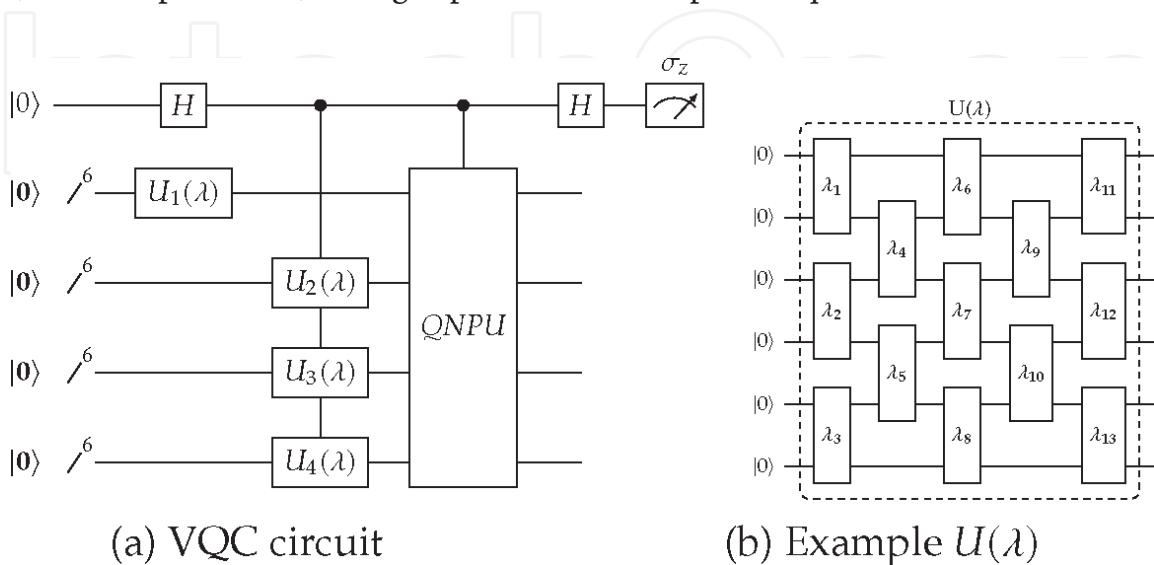 σ_z
|0⟩ H H
|0⟩ 6 U₁(λ)
|0⟩ 6 U₂(λ)
QNPU
|0⟩ 6 U₃(λ)
|0⟩ 6 U₄(λ)
(a) VQC circuit
U(λ)
|0⟩ λ₁ λ₆ λ₁₁
|0⟩ λ₄ λ₉
|0⟩ λ₂ λ₇ λ₁₂
|0⟩ λ₅ λ₁₀
|0⟩ λ₃ λ₈ λ₁₃
|0⟩
(b) Example U(λ)